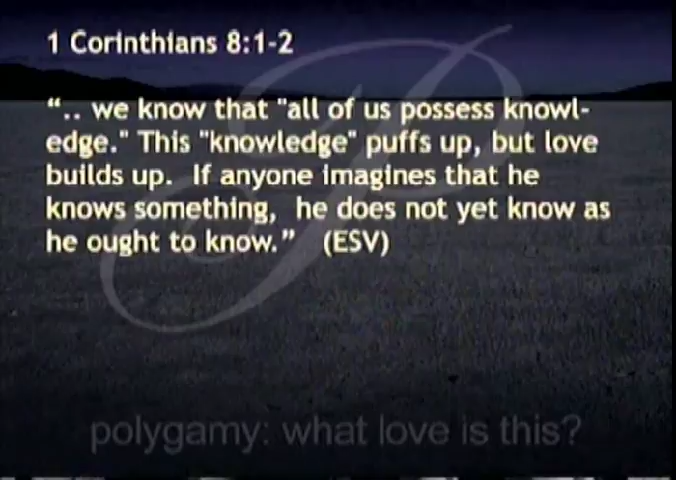 1 Corinthians 8:1-2
“.. we know that "all of us possess knowl-
edge." This "knowledge" puffs up, but love
builds up. If anyone imagines that he
knows something, he does not yet know as
he ought to know.” (ESV)
polygamy: what love is this?